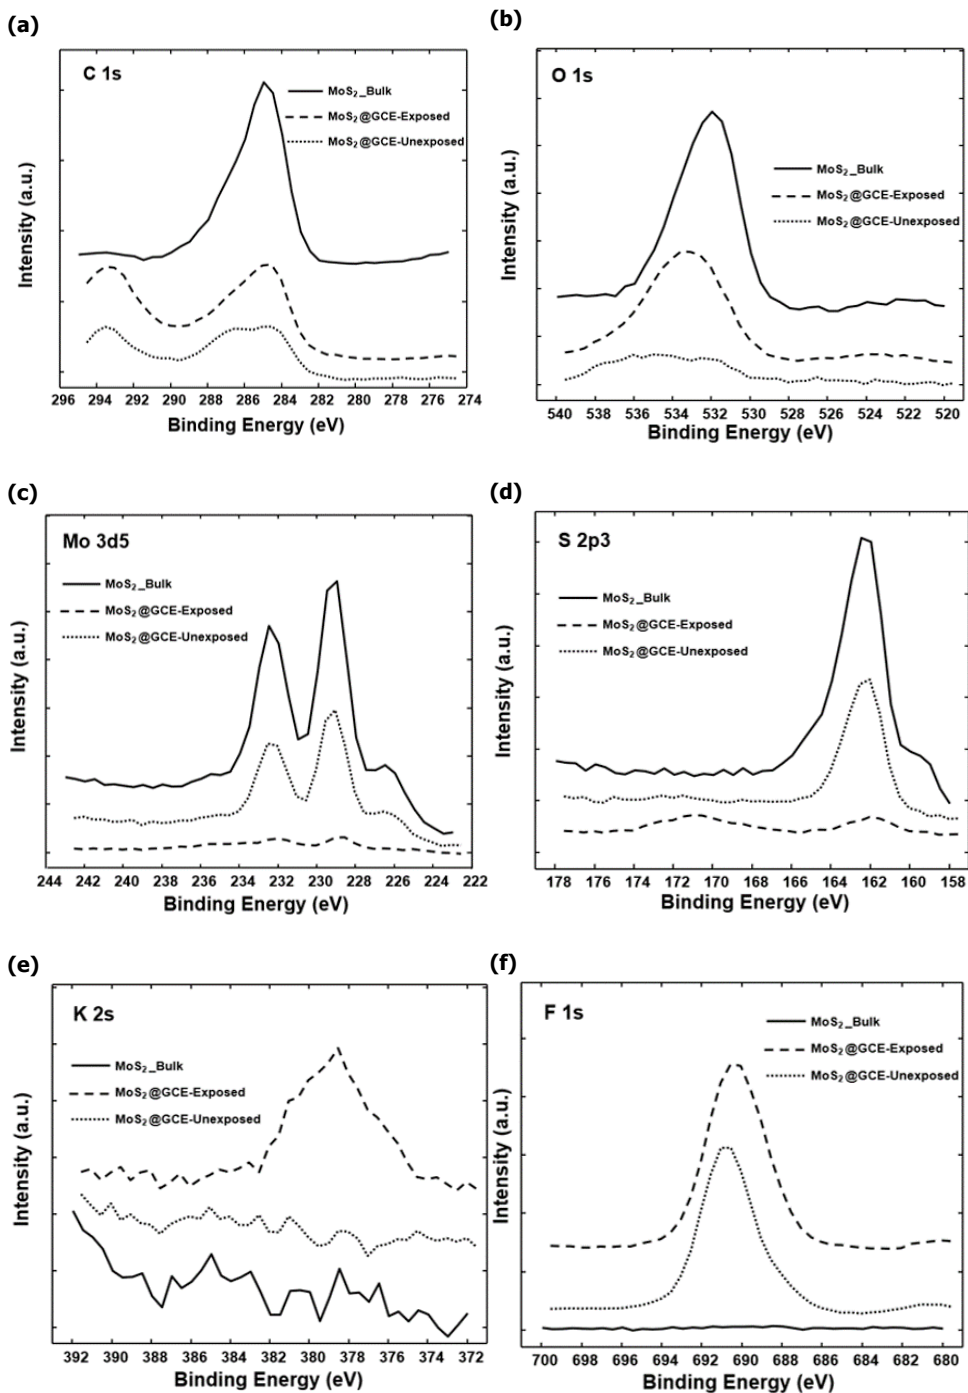 (a)
C 1s
MoS₂_Bulk
MoS₂@GCE-Exposed
MoS₂@GCE-Unexposed
Intensity (a.u.)
296 294 292 290 288 286 284 282 280 278 276 274
Binding Energy (eV)
(b)
O 1s
MoS₂_Bulk
MoS₂@GCE-Exposed
MoS₂@GCE-Unexposed
Intensity (a.u.)
540 538 536 534 532 530 528 526 524 522 520
Binding Energy (eV)
(c)
Mo 3d5
MoS₂_Bulk
MoS₂@GCE-Exposed
MoS₂@GCE-Unexposed
Intensity (a.u.)
244 242 240 238 236 234 232 230 228 226 224 222
Binding Energy (eV)
(d)
S 2p3
MoS₂_Bulk
MoS₂@GCE-Exposed
MoS₂@GCE-Unexposed
Intensity (a.u.)
178 176 174 172 170 168 166 164 162 160 158
Binding Energy (eV)
(e)
K 2s
MoS₂_Bulk
MoS₂@GCE-Exposed
MoS₂@GCE-Unexposed
Intensity (a.u.)
392 390 388 386 384 382 380 378 376 374 372
Binding Energy (eV)
(f)
F 1s
MoS₂_Bulk
MoS₂@GCE-Exposed
MoS₂@GCE-Unexposed
Intensity (a.u.)
700 698 696 694 692 690 688 686 684 682 680
Binding Energy (eV)